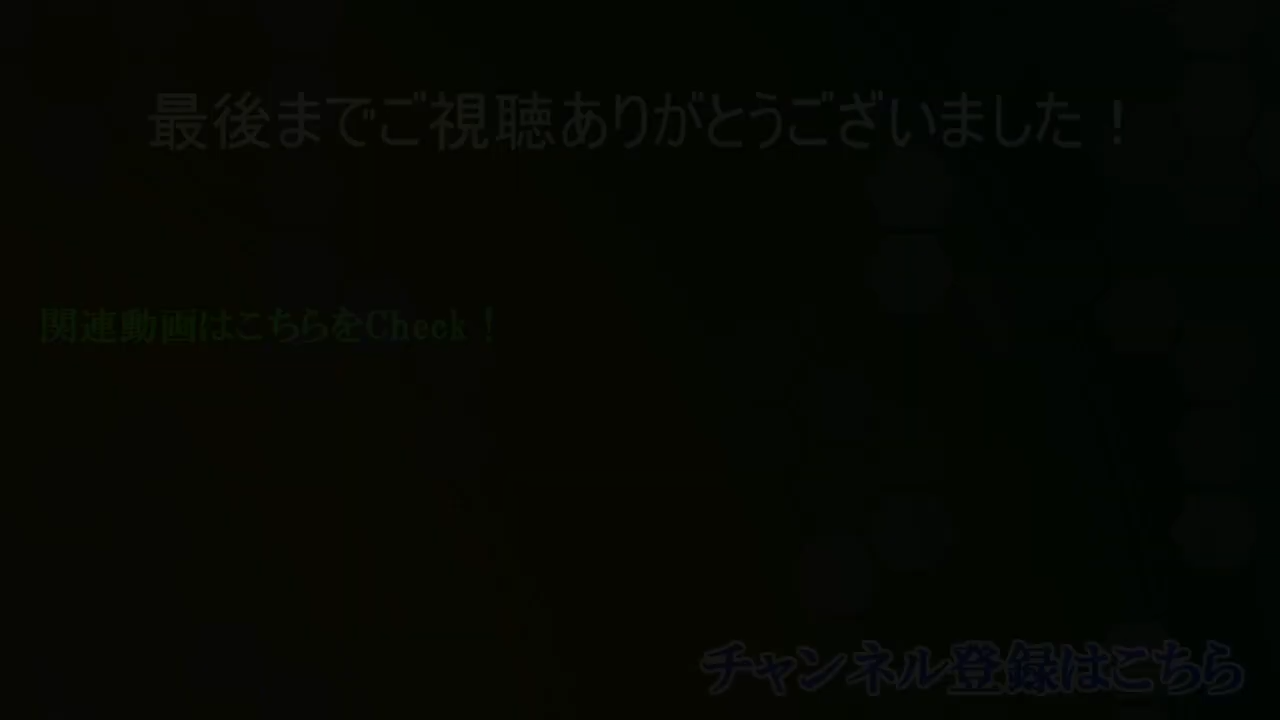 最後までご視聴ありがとうございました！
関連動画はこちらをCheck！
チャンネル登録はこちら